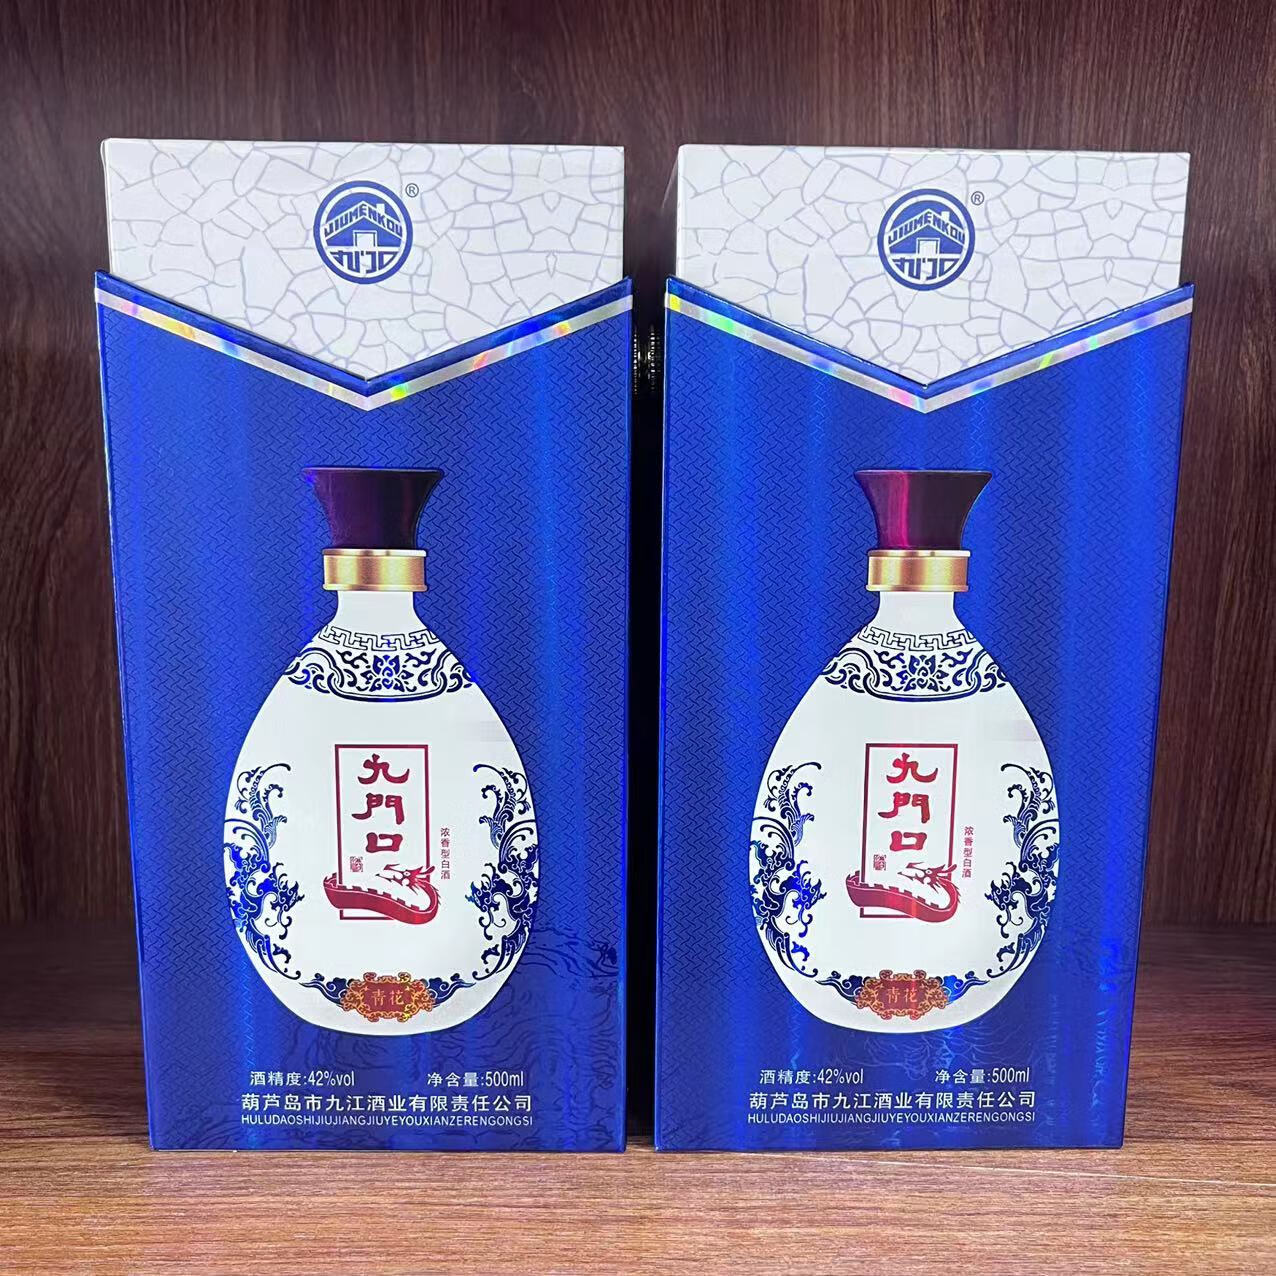 JIUMENKOU
九门口
®
九門口
浓香型白酒
青花
酒精度:42%vol 净含量:500ml
葫芦岛市九江酒业有限责任公司
HULUDAOSHIJIUJIANGJIUYEYOUXIANZERENGONGSI
JIUMENKOU
九门口
®
九門口
浓香型白酒
青花
酒精度:42%vol 净含量:500ml
葫芦岛市九江酒业有限责任公司
HULUDAOSHIJIUJIANGJIUYEYOUXIANZERENGONGSI